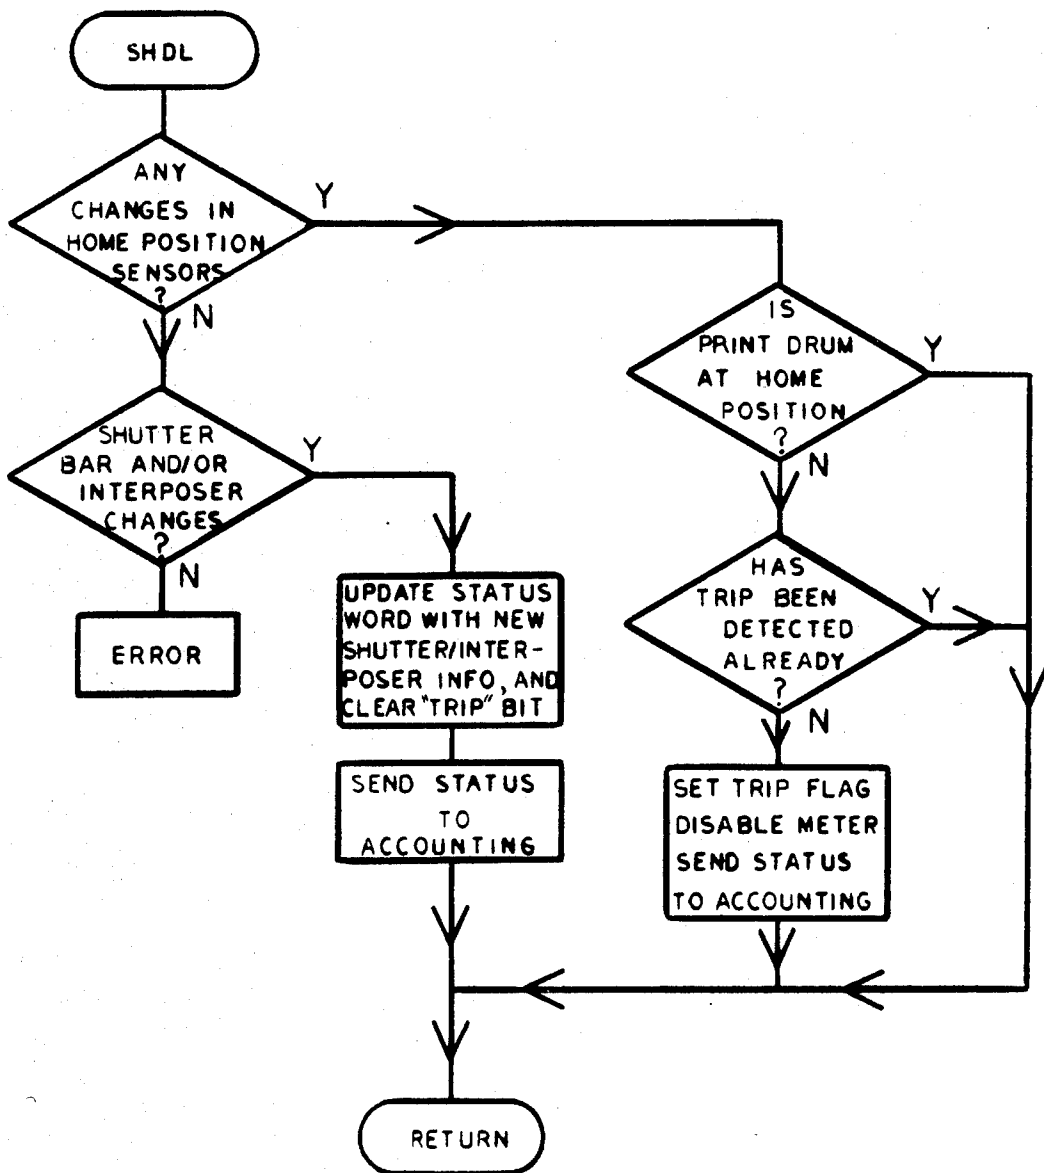 SHDL
ANY
CHANGES IN
HOME POSITION
SENSORS
?
Y
N
IS
PRINT DRUM
AT HOME
POSITION
?
Y
N
SHUTTER
BAR AND/OR
INTERPOSER
CHANGES
?
Y
N
ERROR
UPDATE STATUS
WORD WITH NEW
SHUTTER/INTER-
POSER INFO, AND
CLEAR "TRIP" BIT
HAS
TRIP BEEN
DETECTED
ALREADY
?
Y
N
SEND STATUS
TO
ACCOUNTING
SET TRIP FLAG
DISABLE METER
SEND STATUS
TO ACCOUNTING
RETURN